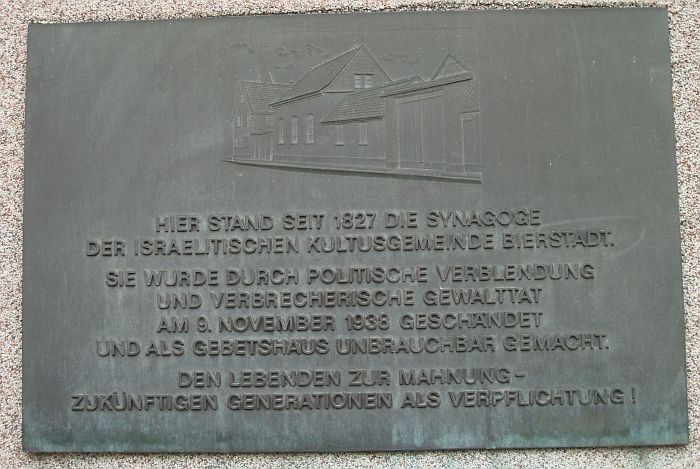 HIER STAND SEIT 1827 DIE SYNAGOGE
DER ISRAELITISCHEN KULTUSGEMEINDE BIERSTADT.
SIE WURDE DURCH POLITISCHE VERBLENDUNG
UND VERBRECHERISCHE GEWALTTAT
AM 9. NOVEMBER 1938 GESCHÄNDET
UND ALS GEBETSHAUS UNBRAUCHBAR GEMACHT.
DEN LEBENDEN ZUR MAHNUNG –
ZUKÜNFTIGEN GENERATIONEN ALS VERPFLICHTUNG !